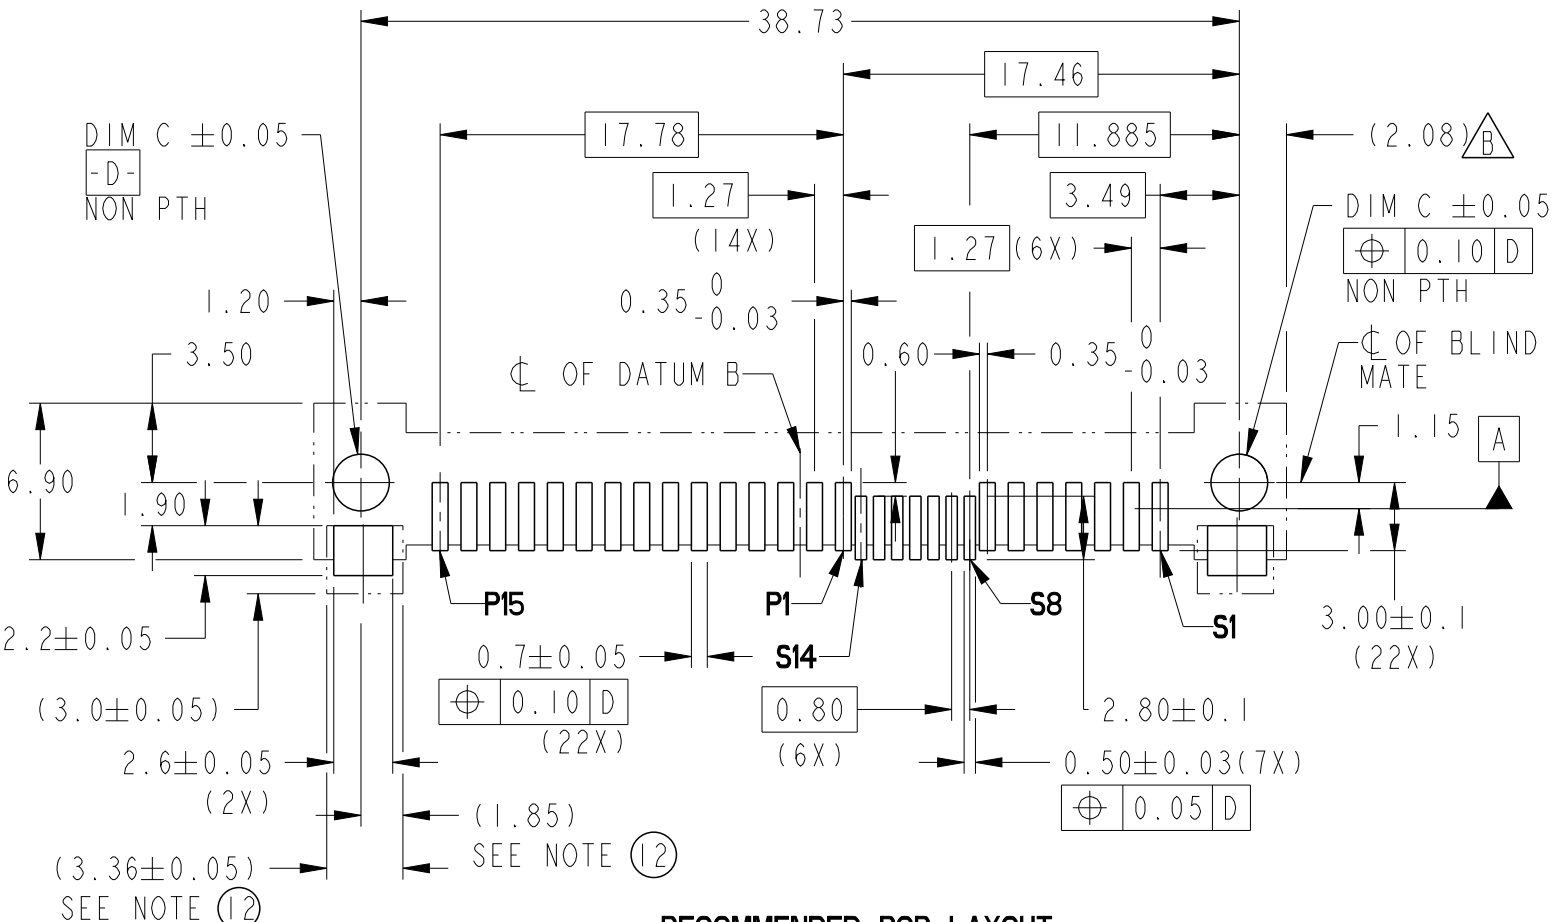 38.73
17.46
17.78
11.885
(2.08) B
DIM C ±0.05
-D-
NON PTH
1.27
(14X)
3.49
1.27 (6X)
DIM C ±0.05
⌖ 0.10 D
NON PTH
1.20
0.35 0 -0.03
3.50
℄ OF DATUM B
0.60
0.35 0 -0.03
℄ OF BLIND
MATE
1.15
A
6.90
1.90
P15
P1
S8
S1
S14
2.2±0.05
0.7±0.05
⌖ 0.10 D
(22X)
3.00±0.1
(22X)
(3.0±0.05)
0.80
(6X)
2.80±0.1
2.6±0.05
(2X)
0.50±0.03(7X)
⌖ 0.05 D
(1.85)
SEE NOTE 12
(3.36±0.05)
SEE NOTE 12
RECOMMENDED PCB LAYOUT